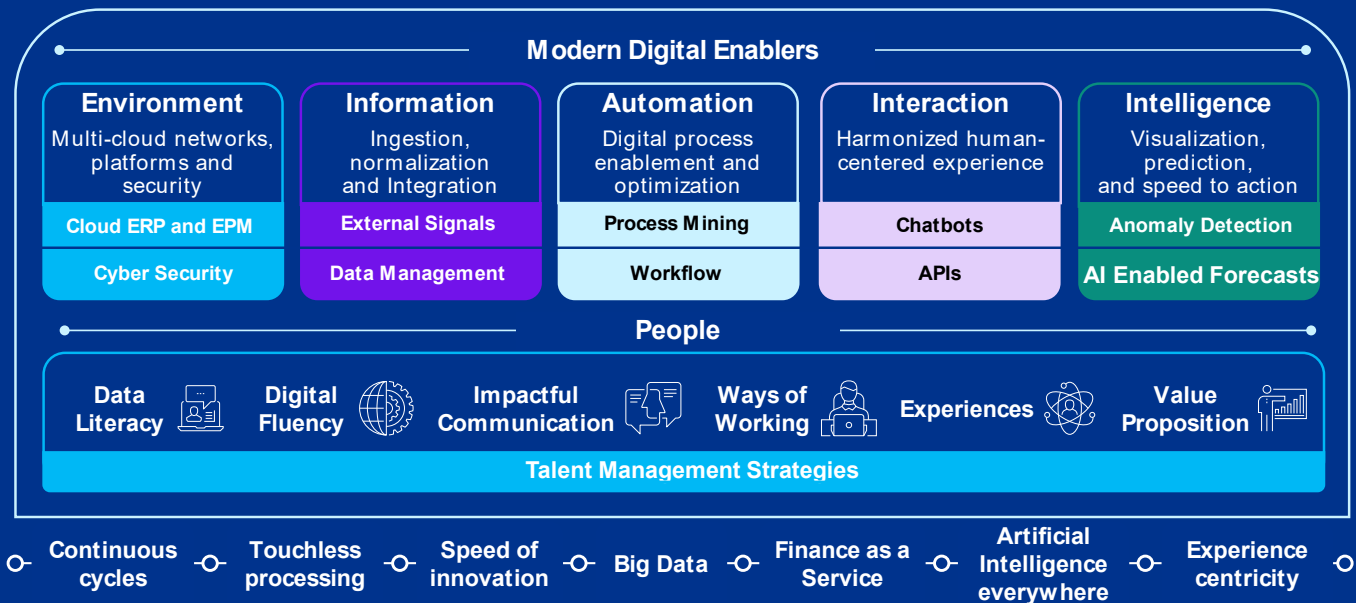 Modern Digital Enablers
Environment
Multi-cloud networks,
platforms and
security
Cloud ERP and EPM
Cyber Security
Information
Ingestion,
normalization
and Integration
External Signals
Data Management
Automation
Digital process
enablement and
optimization
Process Mining
Workflow
Interaction
Harmonized human-
centered experience
Chatbots
APIs
Intelligence
Visualization,
prediction,
and speed to action
Anomaly Detection
AI Enabled Forecasts
People
Data
Literacy
Digital
Fluency
Impactful
Communication
Ways of
Working
Experiences
Value
Proposition
Talent Management Strategies
Continuous
cycles
Touchless
processing
Speed of
innovation
Big Data
Finance as a
Service
Artificial
Intelligence
everywhere
Experience
centricity